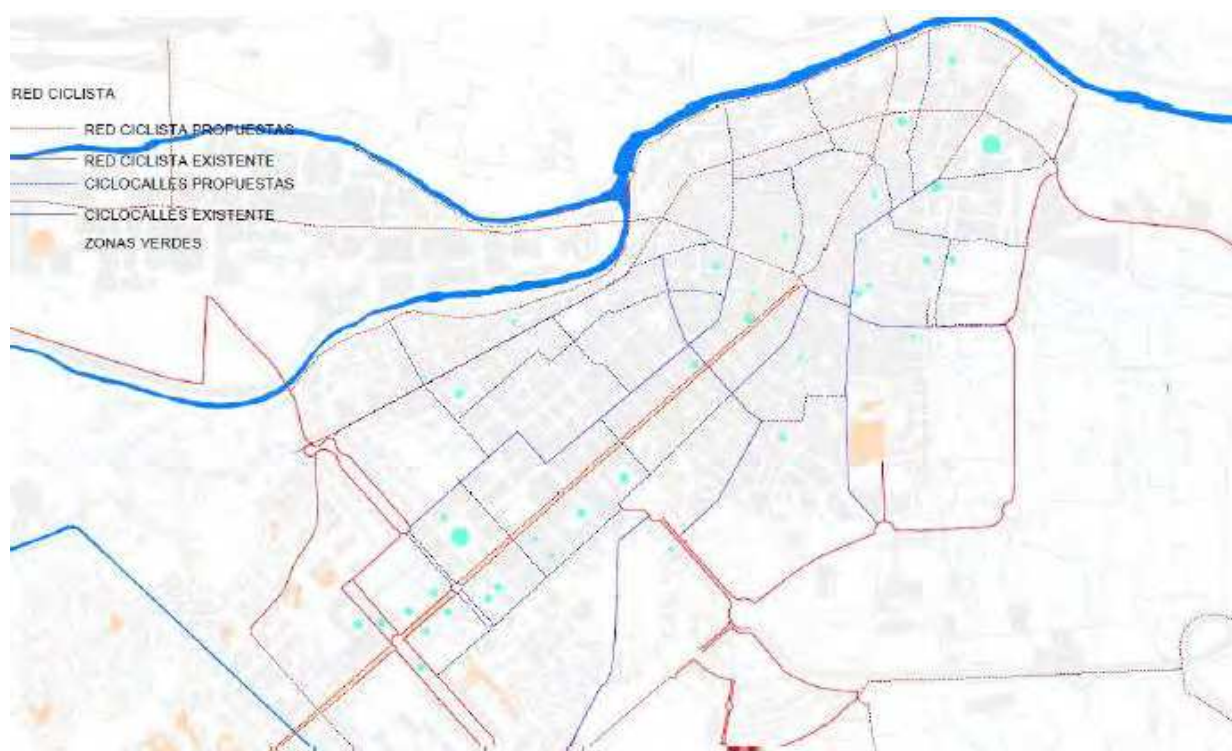 RED CICLISTA
RED CICLISTA PROPUESTAS
RED CICLISTA EXISTENTE
CICLOCALLES PROPUESTAS
CICLOCALLES EXISTENTE
ZONAS VERDES